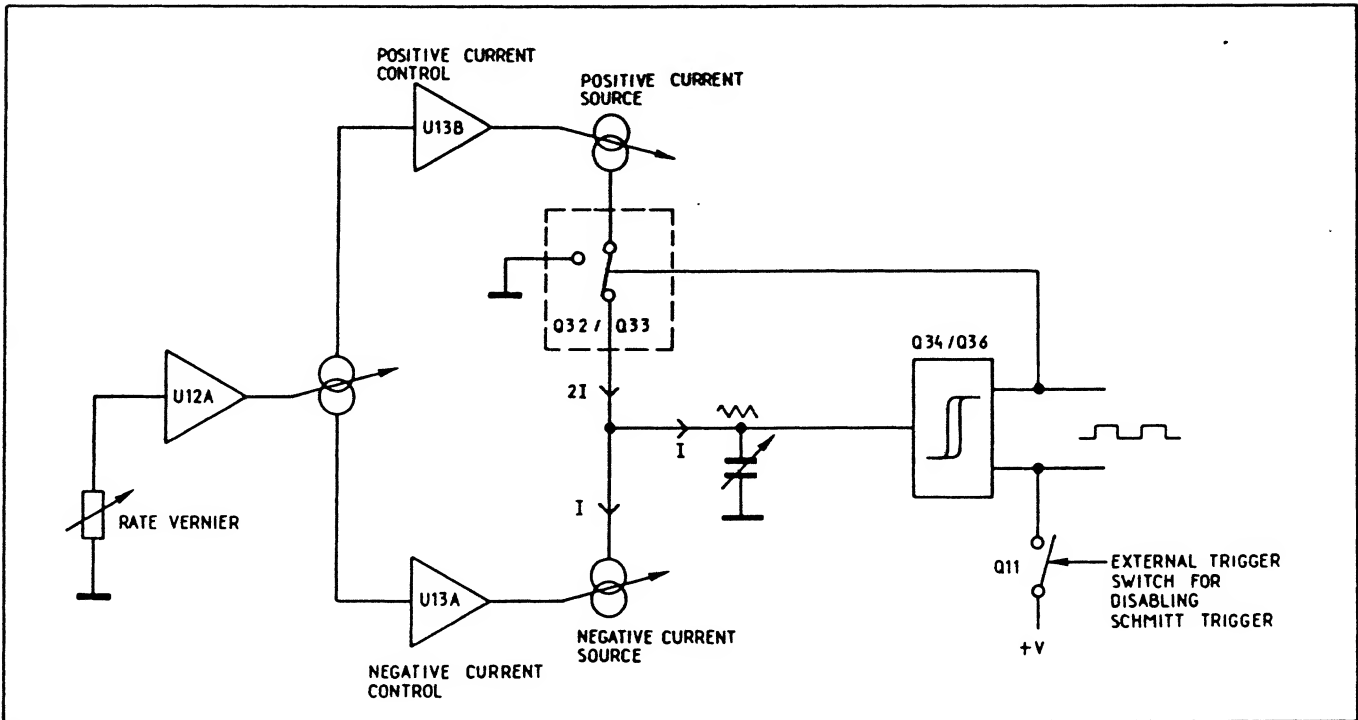 POSITIVE CURRENT
CONTROL
POSITIVE CURRENT
SOURCE
U13B
Q32 / Q33
Q34/Q36
U12A
2I
I
RATE VERNIER
I
Q11
EXTERNAL TRIGGER
SWITCH FOR
DISABLING
SCHMITT TRIGGER
U13A
+V
NEGATIVE CURRENT
SOURCE
NEGATIVE CURRENT
CONTROL